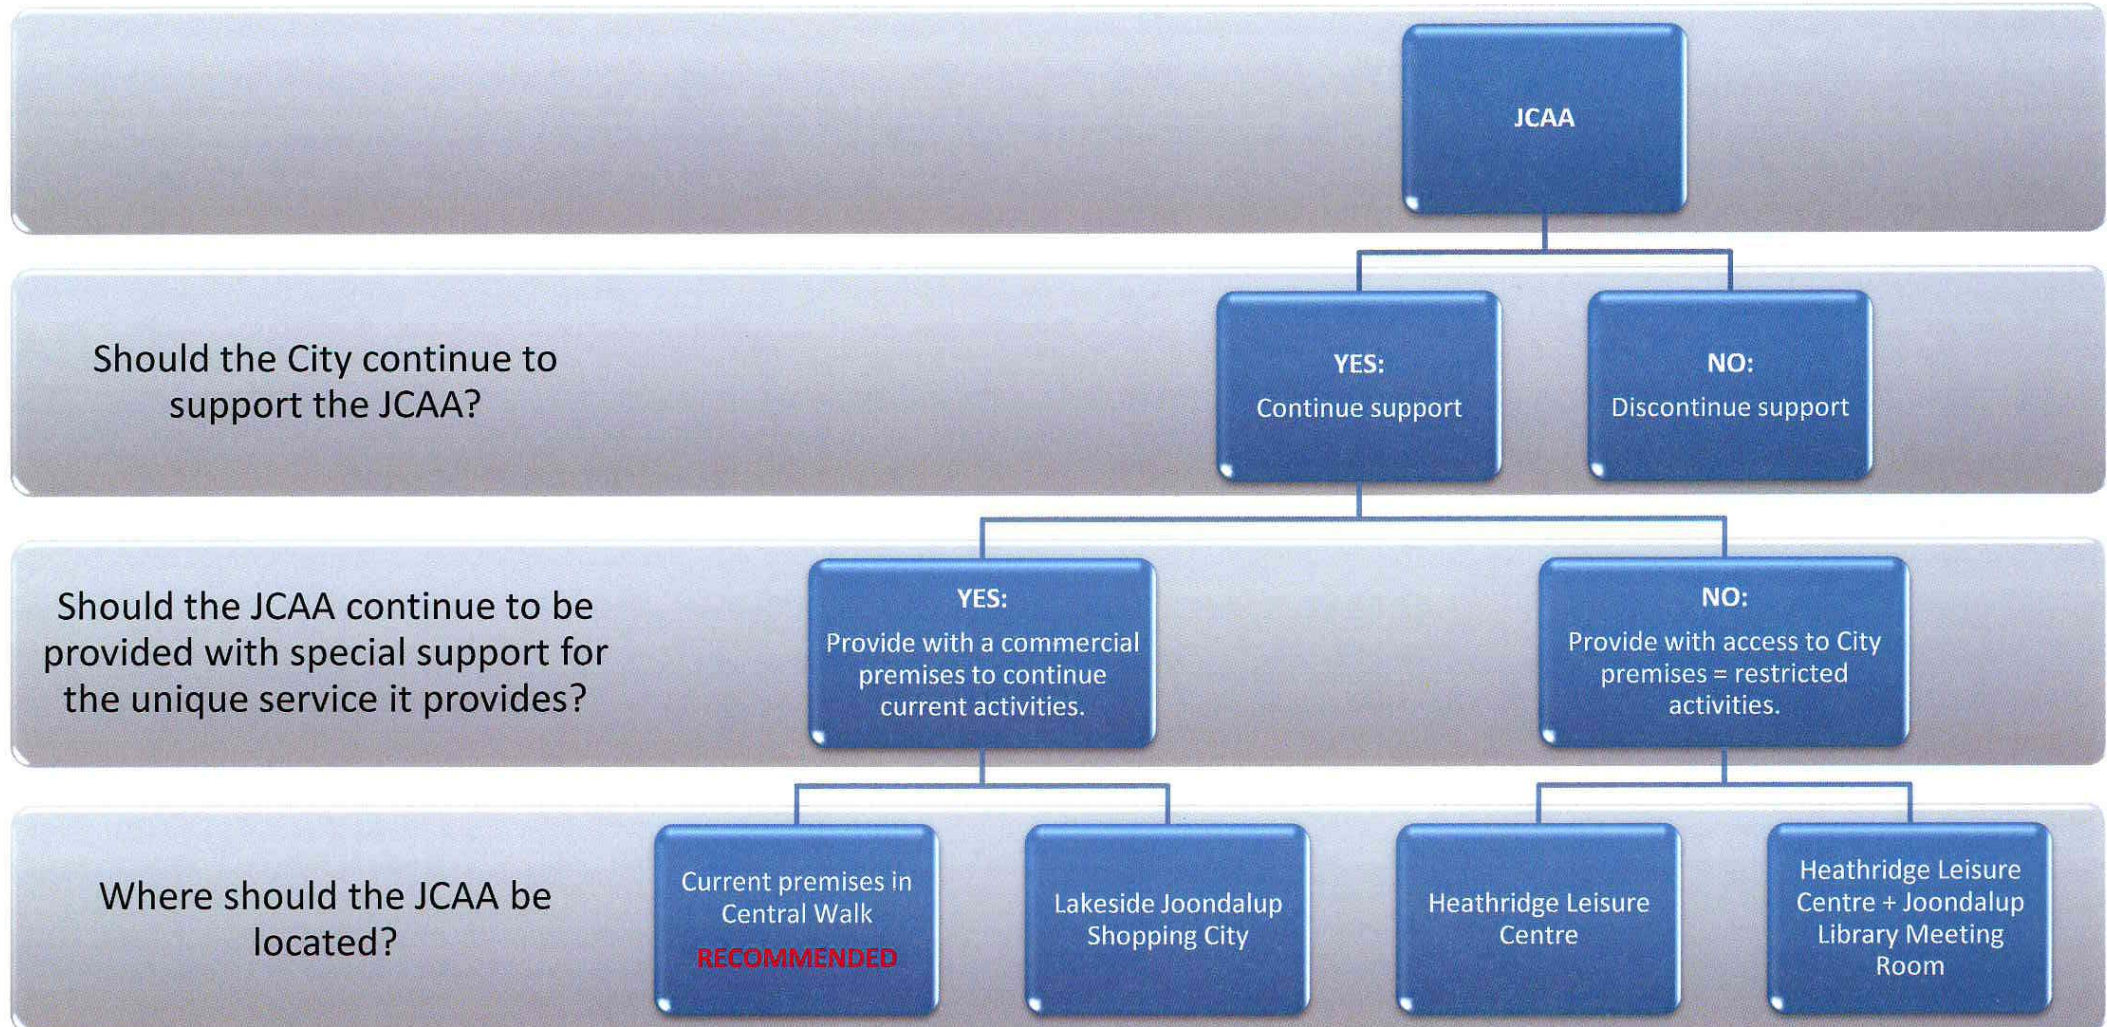 JCAA
Should the City continue to
support the JCAA?
YES:
Continue support
NO:
Discontinue support
Should the JCAA continue to be
provided with special support for
the unique service it provides?
YES:
Provide with a commercial
premises to continue
current activities.
NO:
Provide with access to City
premises = restricted
activities.
Where should the JCAA be
located?
Current premises in
Central Walk
RECOMMENDED
Lakeside Joondalup
Shopping City
Heathridge Leisure
Centre
Heathridge Leisure
Centre + Joondalup
Library Meeting
Room